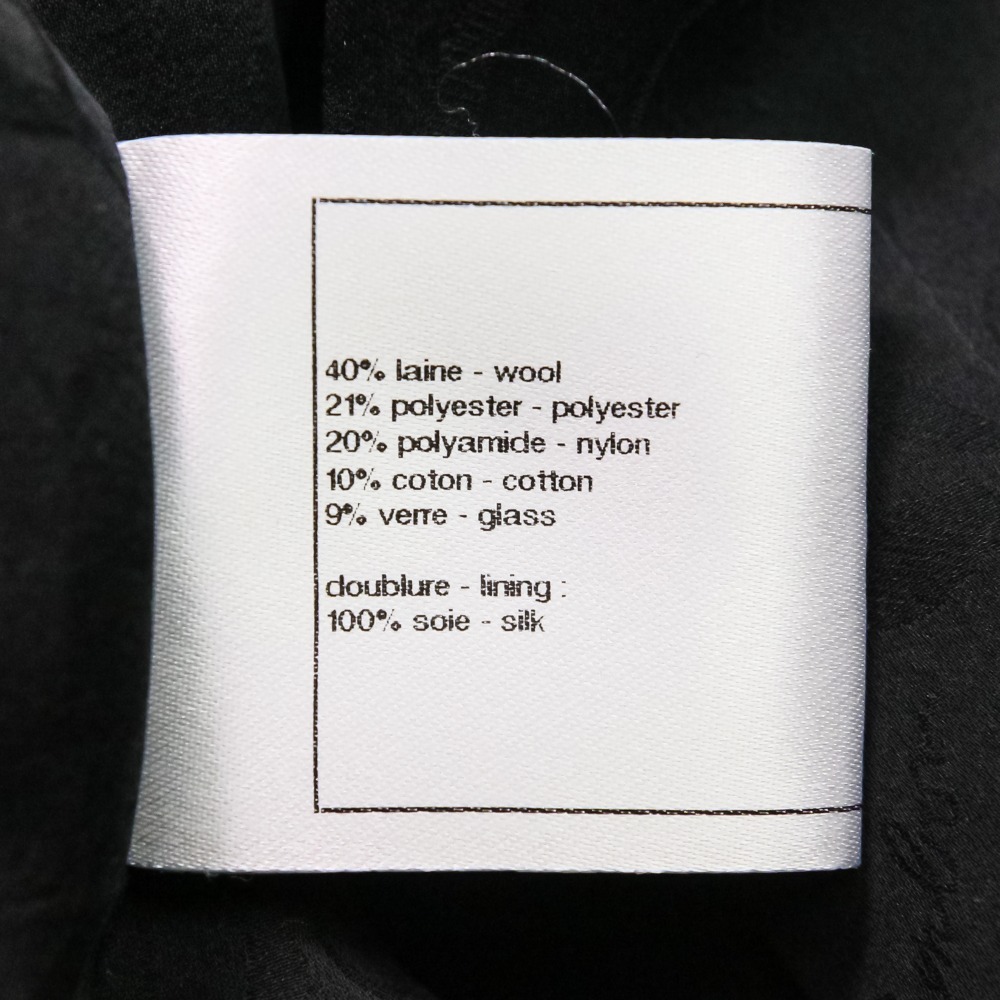 40% laine - wool
21% polyester - polyester
20% polyamide - nylon
10% coton - cotton
9% verre - glass
doublure - lining :
100% soie - silk